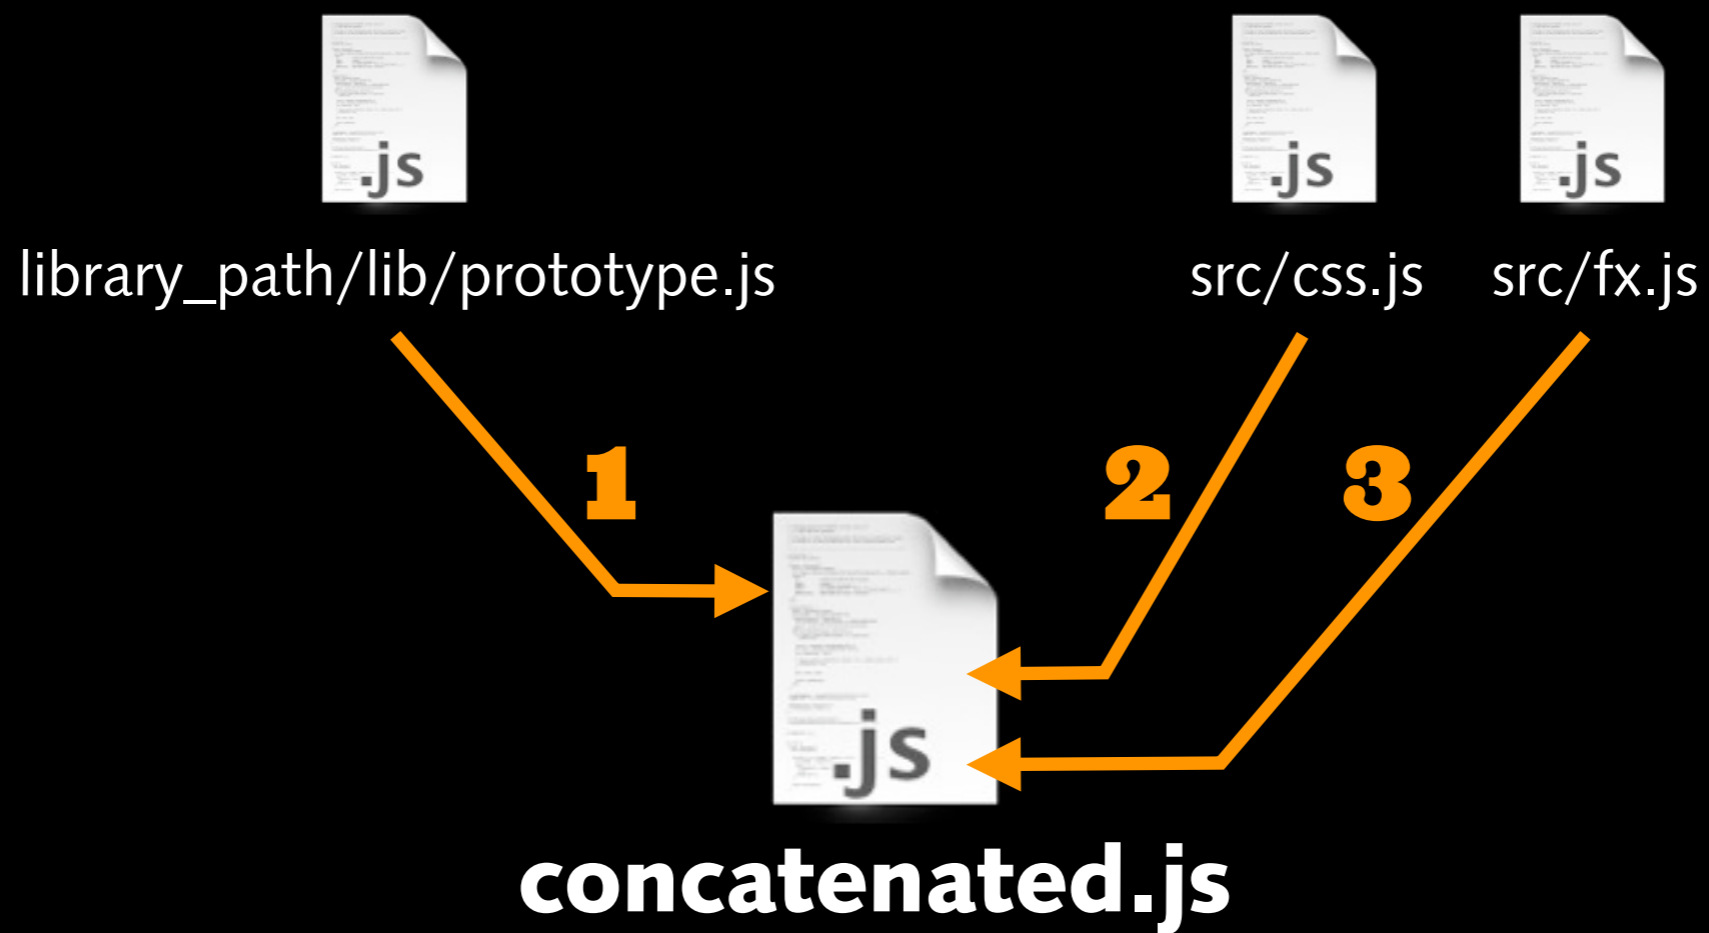 .js
.js
.js
library_path/lib/prototype.js
src/css.js
src/fx.js
1
2
3
.js
concatenated.js